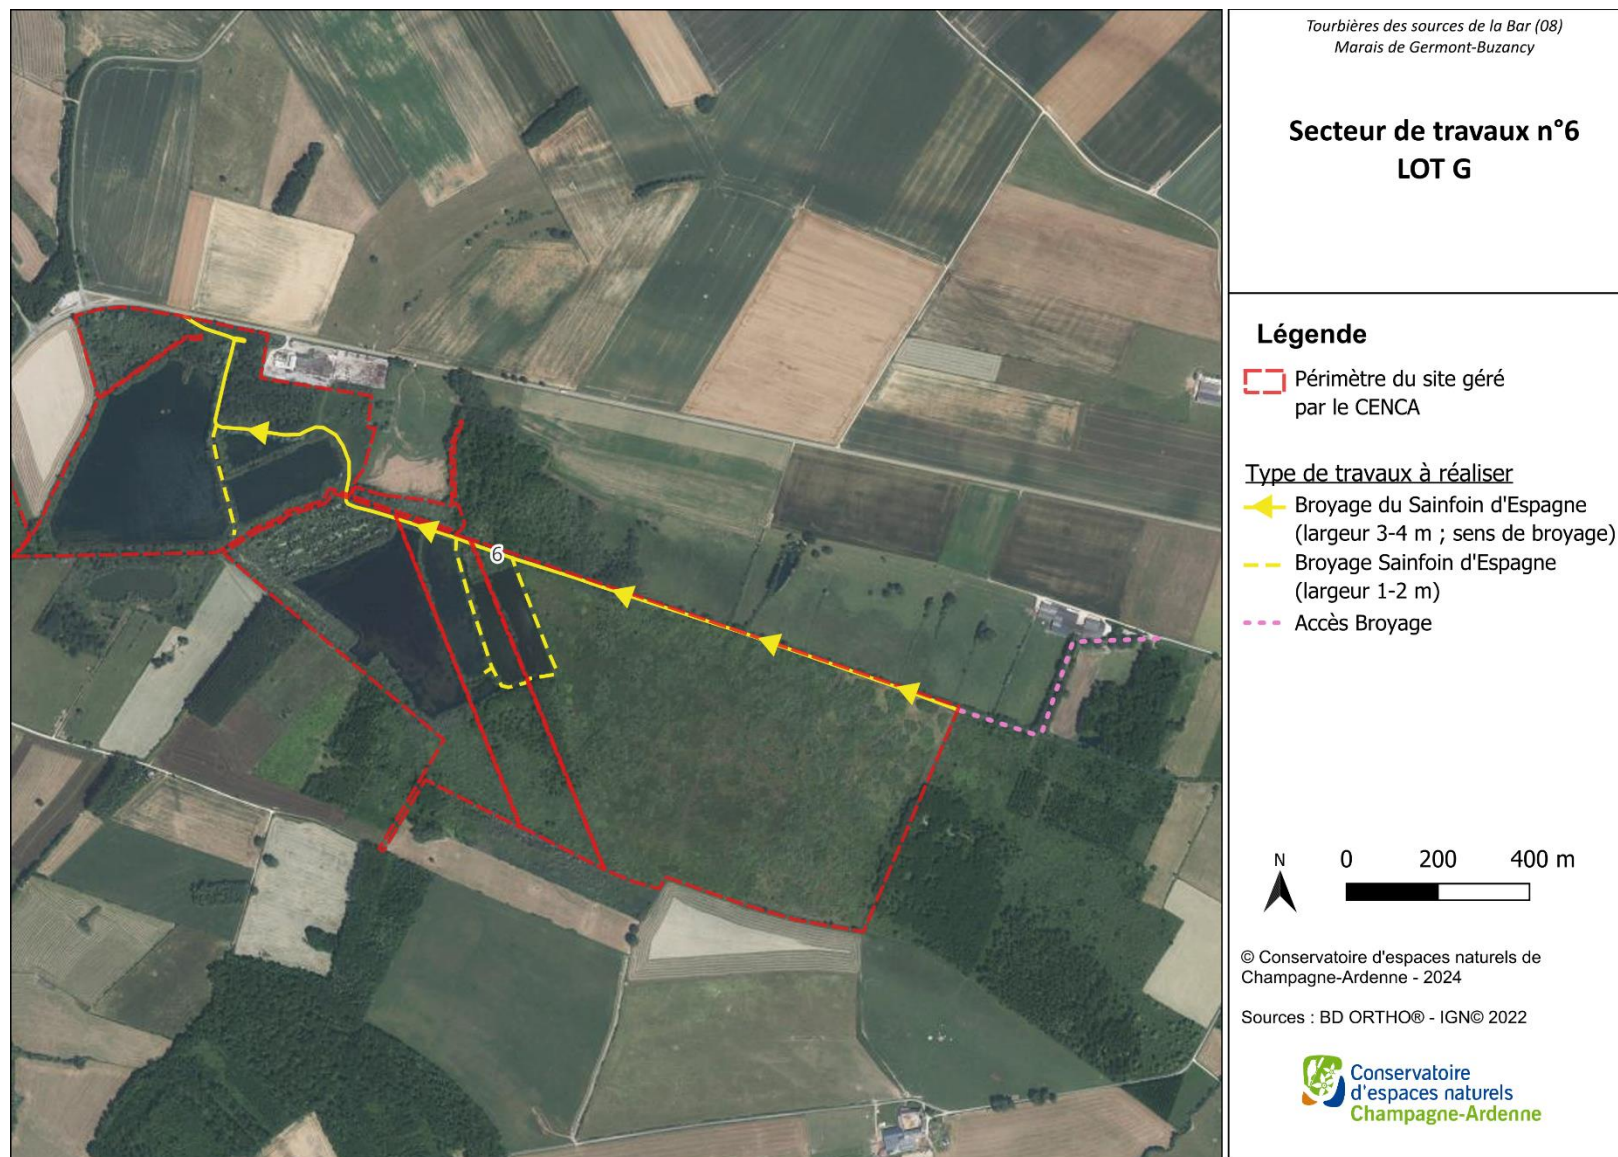 Tourbières des sources de la Bar (08)
Marais de Germont-Buzancy
Secteur de travaux n°6
LOT G
Légende
Périmètre du site géré
par le CENCA
Type de travaux à réaliser
Broyage du Sainfoin d'Espagne
(largeur 3-4 m ; sens de broyage)
Broyage Sainfoin d'Espagne
(largeur 1-2 m)
Accès Broyage
6
N
0 200 400 m
© Conservatoire d'espaces naturels de
Champagne-Ardenne - 2024
Sources : BD ORTHO® - IGN© 2022
Conservatoire
d'espaces naturels
Champagne-Ardenne